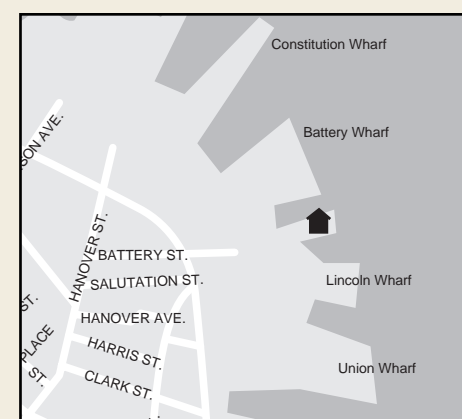 Constitution Wharf
Battery Wharf
SON AVE.
HANOVER ST.
BATTERY ST.
SALUTATION ST.
Lincoln Wharf
ST.
HANOVER AVE.
PLACE
HARRIS ST.
Union Wharf
ST.
CLARK ST.